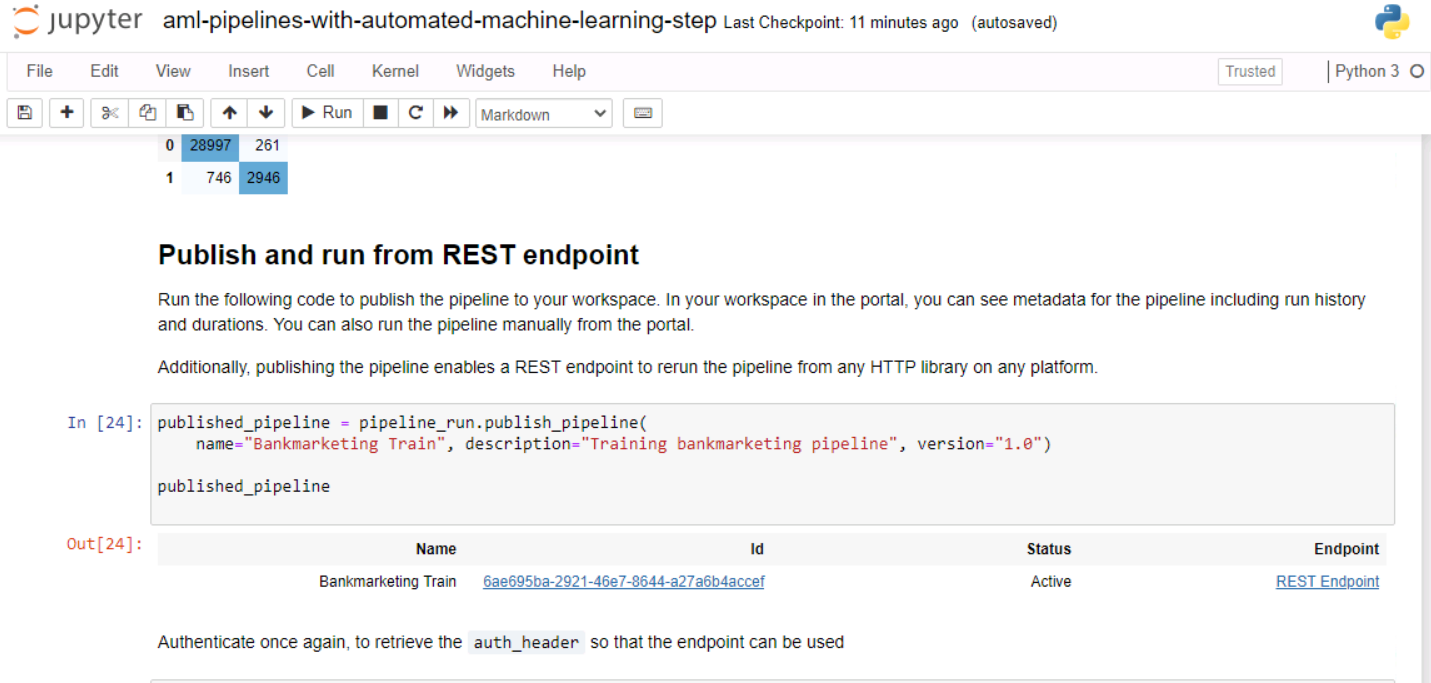 jupyter aml-pipelines-with-automated-machine-learning-step Last Checkpoint: 11 minutes ago (autosaved)
File Edit View Insert Cell Kernel Widgets Help Trusted Python 3
Run Markdown
0 28997 261
1 746 2946
Publish and run from REST endpoint
Run the following code to publish the pipeline to your workspace. In your workspace in the portal, you can see metadata for the pipeline including run history
and durations. You can also run the pipeline manually from the portal.
Additionally, publishing the pipeline enables a REST endpoint to rerun the pipeline from any HTTP library on any platform.
In [24]: published_pipeline = pipeline_run.publish_pipeline(
name="Bankmarketing Train", description="Training bankmarketing pipeline", version="1.0")
published_pipeline
Out[24]:
Name Id Status Endpoint
Bankmarketing Train 6ae695ba-2921-46e7-8644-a27a6b4accef Active REST Endpoint
Authenticate once again, to retrieve the auth_header so that the endpoint can be used